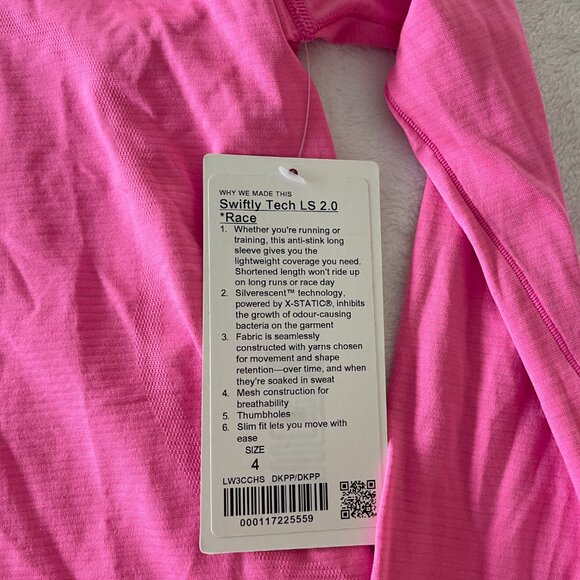 WHY WE MADE THIS
Swiftly Tech LS 2.0
*Race
1. Whether you're running or
training, this anti-stink long
sleeve gives you the
lightweight coverage you need.
Shortened length won't ride up
on long runs or race day
2. Silverescent™ technology,
powered by X-STATIC®, inhibits
the growth of odour-causing
bacteria on the garment
3. Fabric is seamlessly
constructed with yarns chosen
for movement and shape
retention—over time, and when
they're soaked in sweat
4. Mesh construction for
breathability
5. Thumbholes
6. Slim fit lets you move with
ease
SIZE
4
LW3CCHS DKPP/DKPP
000117225559